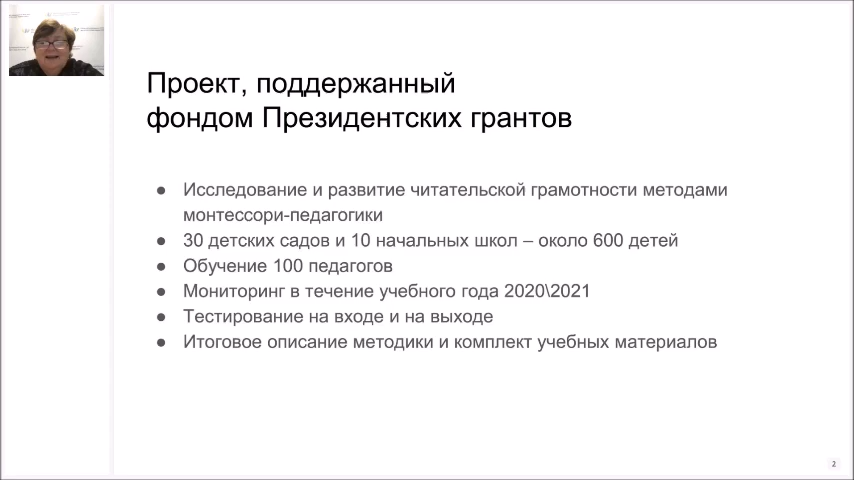 Проект, поддержанный
фондом Президентских грантов
● Исследование и развитие читательской грамотности методами
монтессори-педагогики
● 30 детских садов и 10 начальных школ – около 600 детей
● Обучение 100 педагогов
● Мониторинг в течение учебного года 2020\2021
● Тестирование на входе и на выходе
● Итоговое описание методики и комплект учебных материалов
2